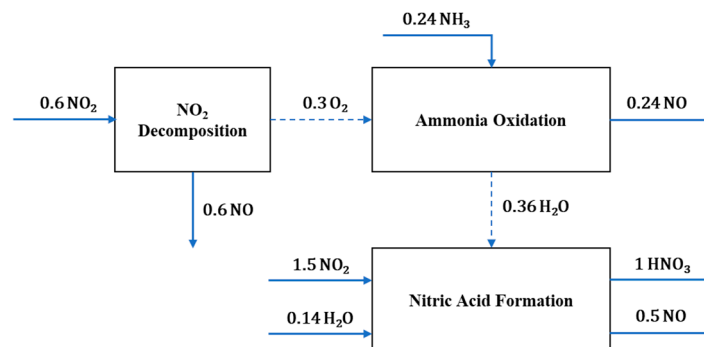 0.24 NH₃
0.6 NO₂
NO₂
Decomposition
0.3 O₂
Ammonia Oxidation
0.24 NO
0.6 NO
0.36 H₂O
1.5 NO₂
0.14 H₂O
Nitric Acid Formation
1 HNO₃
0.5 NO